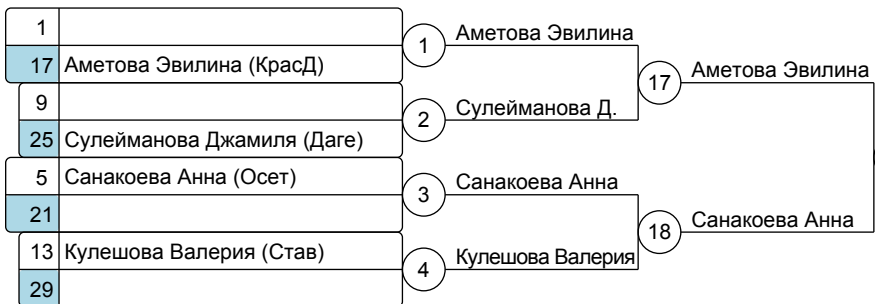 1
17 Аметова Эвилина (КрасД)
9
25 Сулейманова Джамиля (Даге)
5 Санакоева Анна (Осет)
21
13 Кулешова Валерия (Став)
29
1 Аметова Эвилина
2 Сулейманова Д.
3 Санакоева Анна
4 Кулешова Валерия
17 Аметова Эвилина
18 Санакоева Анна